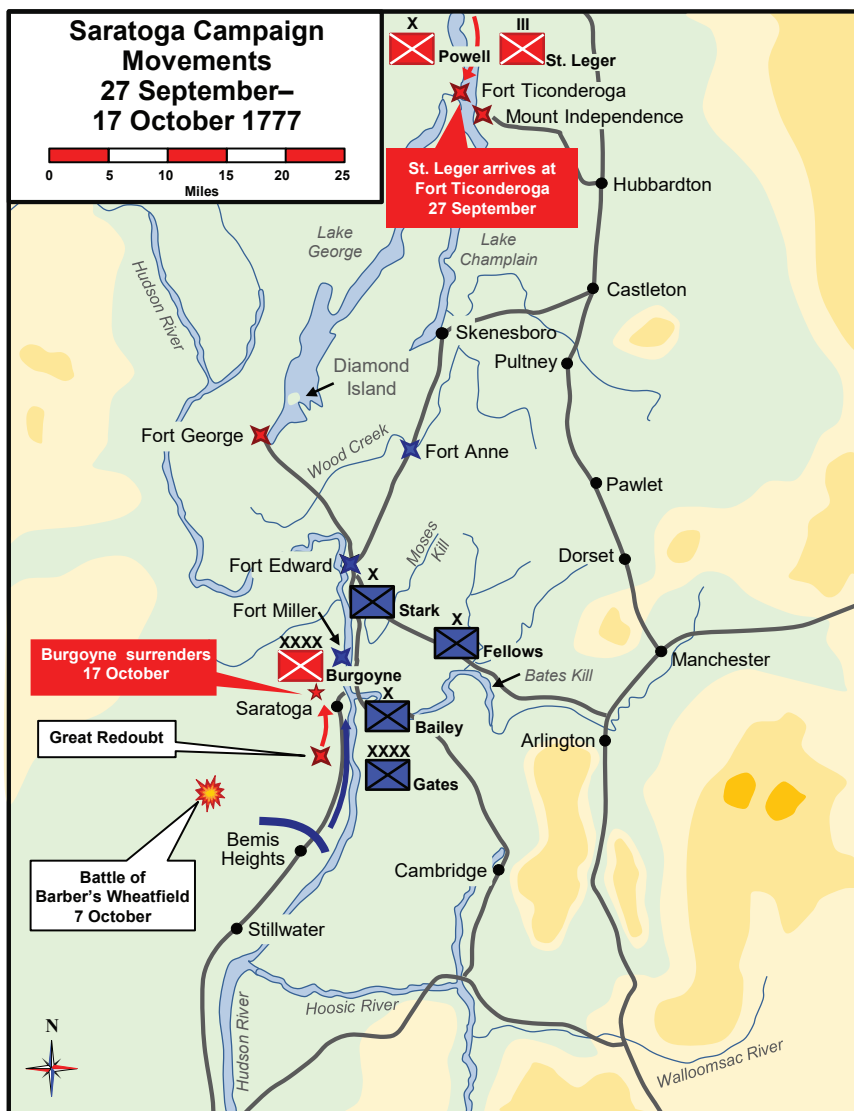 Saratoga Campaign
Movements
27 September–
17 October 1777
0 5 10 15 20 25
Miles
X
Powell
III
St. Leger
Fort Ticonderoga
Mount Independence
St. Leger arrives at
Fort Ticonderoga
27 September
Hubbardton
Lake
George
Lake
Champlain
Hudson River
Castleton
Skenesboro
Pultney
Diamond
Island
Fort George
Wood Creek
Fort Anne
Pawlet
Moses
Kill
Dorset
Fort Edward
X
Stark
Fort Miller
X
Fellows
XXXX
Burgoyne
Burgoyne surrenders
17 October
Manchester
Bates Kill
Saratoga
X
Bailey
Great Redoubt
Arlington
XXXX
Gates
Bemis
Heights
Battle of
Barber's Wheatfield
7 October
Cambridge
Stillwater
Hoosic River
Hudson River
Walloomsac River
N